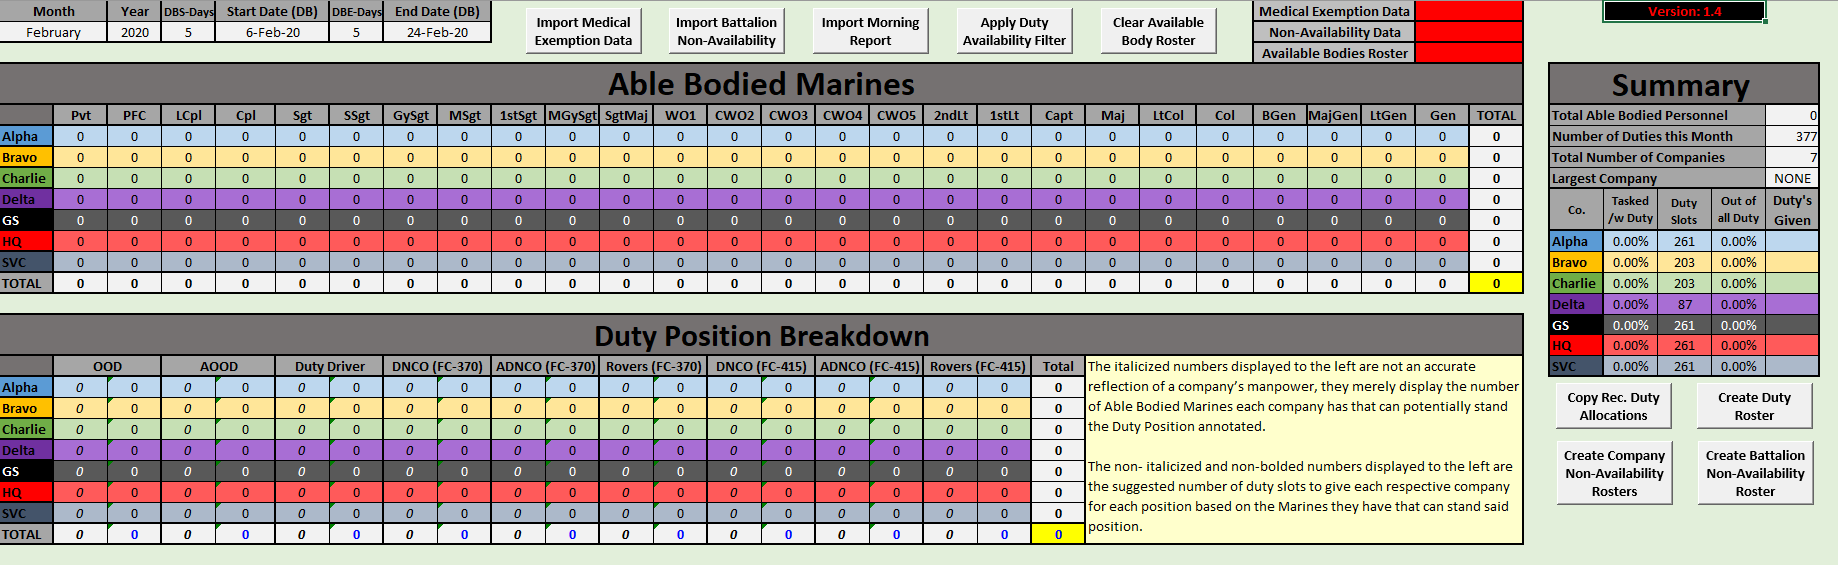 Month Year DBS-Days Start Date (DB) DBE-Days End Date (DB)
February 2020 5 6-Feb-20 5 24-Feb-20
Import Medical
Exemption Data
Import Battalion
Non-Availability
Import Morning
Report
Apply Duty
Availability Filter
Clear Available
Body Roster
Medical Exemption Data
Non-Availability Data
Available Bodies Roster
Version: 1.4
Able Bodied Marines
Pvt PFC LCpl Cpl Sgt SSgt GySgt MSgt 1stSgt MGySgt SgtMaj WO1 CWO2 CWO3 CWO4 CWO5 2ndLt 1stLt Capt Maj LtCol Col BGen MajGen LtGen Gen TOTAL
Alpha 0 0 0 0 0 0 0 0 0 0 0 0 0 0 0 0 0 0 0 0 0 0 0 0 0 0 0
Bravo 0 0 0 0 0 0 0 0 0 0 0 0 0 0 0 0 0 0 0 0 0 0 0 0 0 0 0
Charlie 0 0 0 0 0 0 0 0 0 0 0 0 0 0 0 0 0 0 0 0 0 0 0 0 0 0 0
Delta 0 0 0 0 0 0 0 0 0 0 0 0 0 0 0 0 0 0 0 0 0 0 0 0 0 0 0
GS 0 0 0 0 0 0 0 0 0 0 0 0 0 0 0 0 0 0 0 0 0 0 0 0 0 0 0
HQ 0 0 0 0 0 0 0 0 0 0 0 0 0 0 0 0 0 0 0 0 0 0 0 0 0 0 0
SVC 0 0 0 0 0 0 0 0 0 0 0 0 0 0 0 0 0 0 0 0 0 0 0 0 0 0 0
TOTAL 0 0 0 0 0 0 0 0 0 0 0 0 0 0 0 0 0 0 0 0 0 0 0 0 0 0 0
Duty Position Breakdown
OOD AOOD Duty Driver DNCO (FC-370) ADNCO (FC-370) Rovers (FC-370) DNCO (FC-415) ADNCO (FC-415) Rovers (FC-415) Total
Alpha 0 0 0 0 0 0 0 0 0 0 0 0 0 0 0 0 0 0 0
Bravo 0 0 0 0 0 0 0 0 0 0 0 0 0 0 0 0 0 0 0
Charlie 0 0 0 0 0 0 0 0 0 0 0 0 0 0 0 0 0 0 0
Delta 0 0 0 0 0 0 0 0 0 0 0 0 0 0 0 0 0 0 0
GS 0 0 0 0 0 0 0 0 0 0 0 0 0 0 0 0 0 0 0
HQ 0 0 0 0 0 0 0 0 0 0 0 0 0 0 0 0 0 0 0
SVC 0 0 0 0 0 0 0 0 0 0 0 0 0 0 0 0 0 0 0
TOTAL 0 0 0 0 0 0 0 0 0 0 0 0 0 0 0 0 0 0 0
The italicized numbers displayed to the left are not an accurate
reflection of a company's manpower, they merely display the number
of Able Bodied Marines each company has that can potentially stand
the Duty Position annotated.
The non- italicized and non-bolded numbers displayed to the left are
the suggested number of duty slots to give each respective company
for each position based on the Marines they have that can stand said
position.
Summary
Total Able Bodied Personnel 0
Number of Duties this Month 377
Total Number of Companies 7
Largest Company NONE
Co. Tasked /w Duty Duty Slots Out of all Duty Duty's Given
Alpha 0.00% 261 0.00%
Bravo 0.00% 203 0.00%
Charlie 0.00% 203 0.00%
Delta 0.00% 87 0.00%
GS 0.00% 261 0.00%
HQ 0.00% 261 0.00%
SVC 0.00% 261 0.00%
Copy Rec. Duty
Allocations
Create Duty
Roster
Create Company
Non-Availability
Rosters
Create Battalion
Non-Availability
Roster